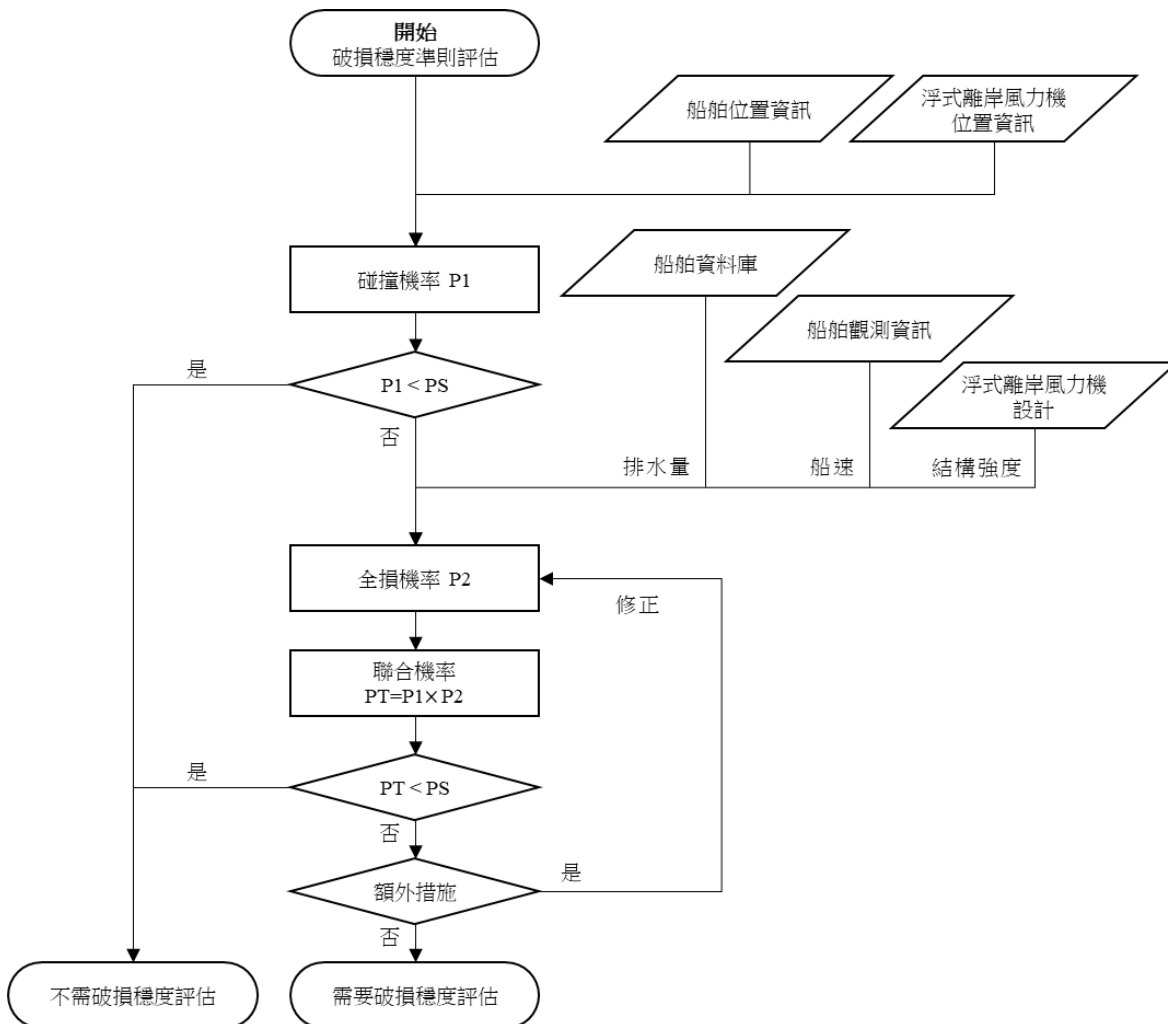 開始
破損穩度準則評估
船舶位置資訊
浮式離岸風力機
位置資訊
碰撞機率 P1
船舶資料庫
船舶觀測資訊
是
P1 < PS
浮式離岸風力機
設計
否
排水量
船速
結構強度
全損機率 P2
修正
聯合機率
PT=P1×P2
是
PT < PS
否
額外措施
是
否
不需破損穩度評估
需要破損穩度評估